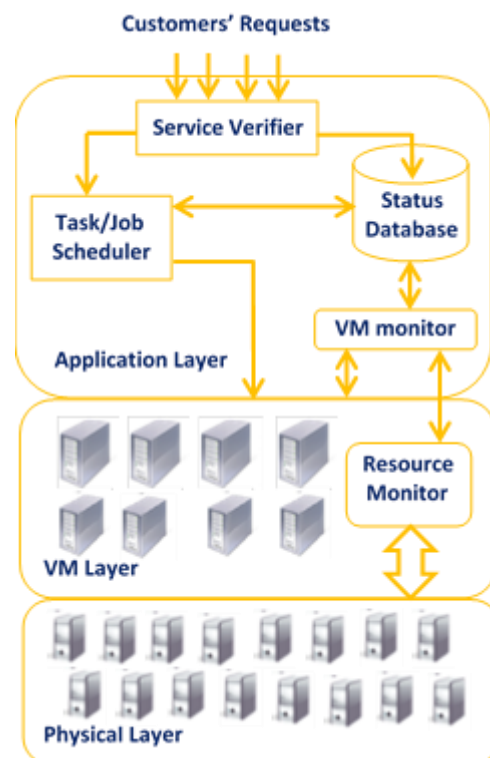 Customers' Requests
Service Verifier
Status
Database
Task/Job
Scheduler
VM monitor
Application Layer
Resource
Monitor
VM Layer
Physical Layer